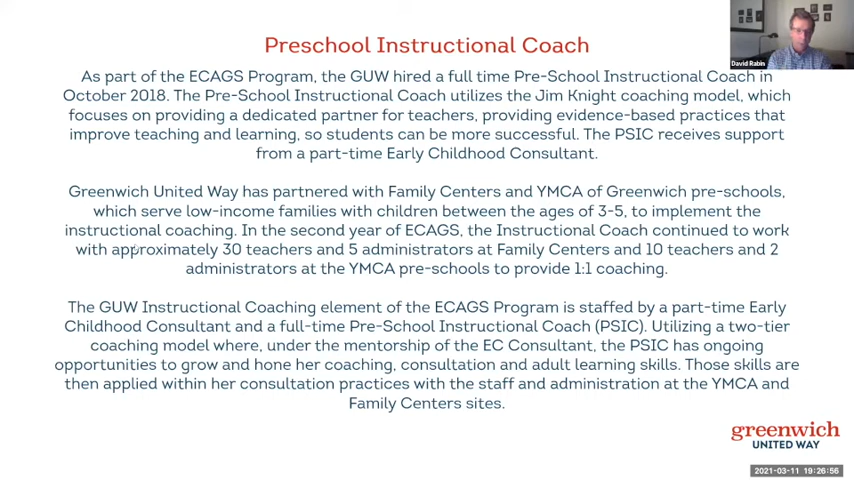 Preschool Instructional Coach
David Rabin
As part of the ECAGS Program, the GUW hired a full time Pre-School Instructional Coach in
October 2018. The Pre-School Instructional Coach utilizes the Jim Knight coaching model, which
focuses on providing a dedicated partner for teachers, providing evidence-based practices that
improve teaching and learning, so students can be more successful. The PSIC receives support
from a part-time Early Childhood Consultant.
Greenwich United Way has partnered with Family Centers and YMCA of Greenwich pre-schools,
which serve low-income families with children between the ages of 3-5, to implement the
instructional coaching. In the second year of ECAGS, the Instructional Coach continued to work
with approximately 30 teachers and 5 administrators at Family Centers and 10 teachers and 2
administrators at the YMCA pre-schools to provide 1:1 coaching.
The GUW Instructional Coaching element of the ECAGS Program is staffed by a part-time Early
Childhood Consultant and a full-time Pre-School Instructional Coach (PSIC). Utilizing a two-tier
coaching model where, under the mentorship of the EC Consultant, the PSIC has ongoing
opportunities to grow and hone her coaching, consultation and adult learning skills. Those skills are
then applied within her consultation practices with the staff and administration at the YMCA and
Family Centers sites.
greenwich
UNITED WAY
2021-03-11 19:26:56